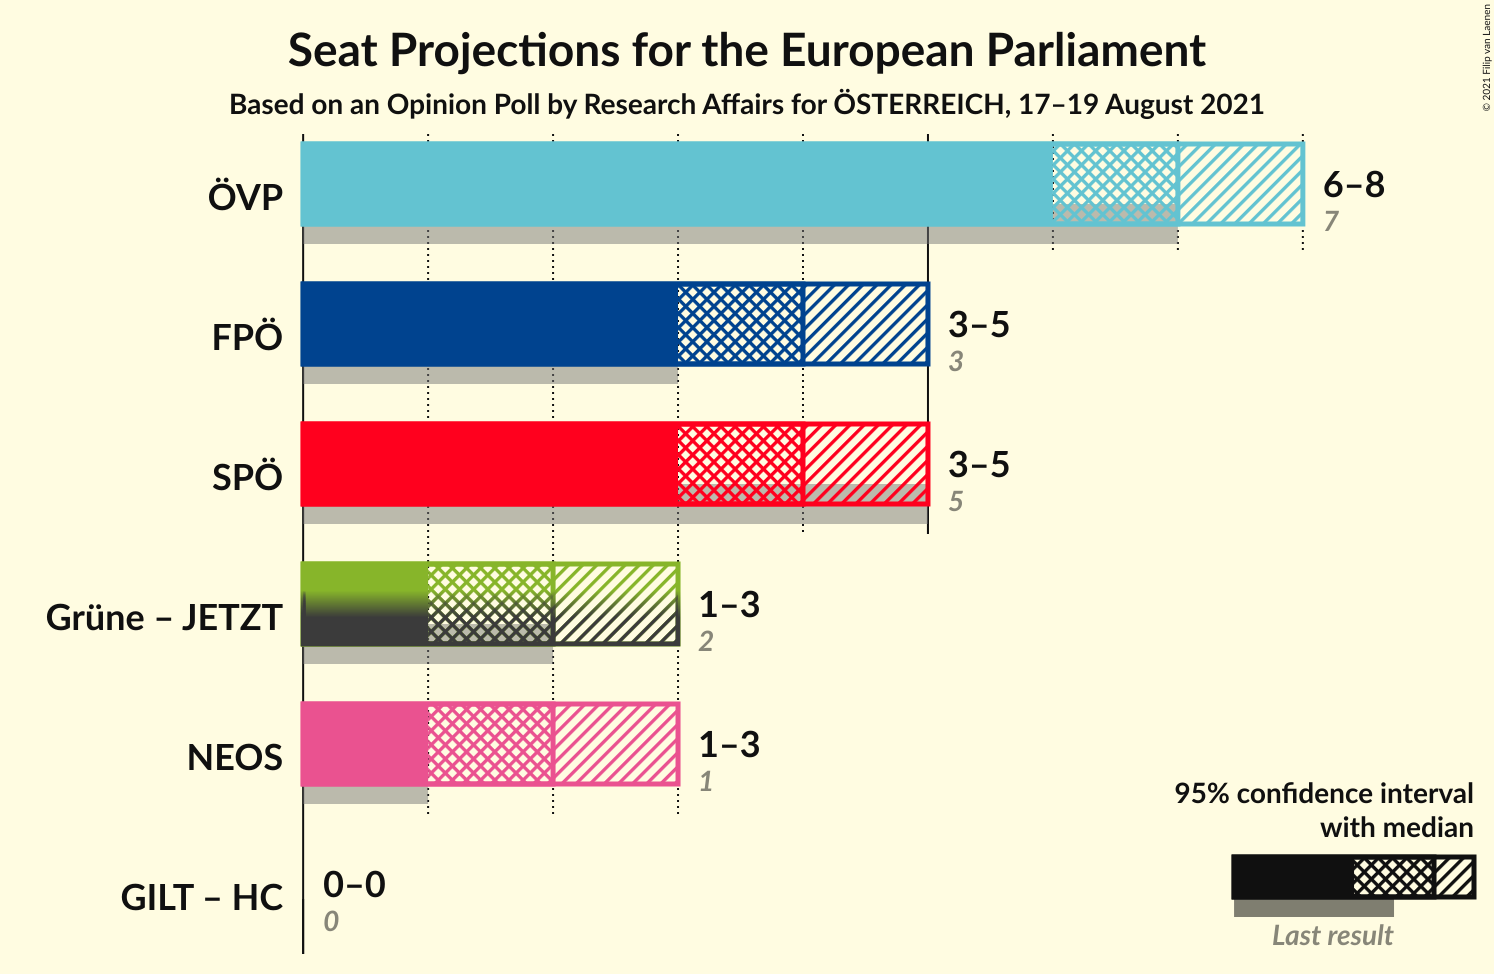 Seat Projections for the European Parliament
Based on an Opinion Poll by Research Affairs for ÖSTERREICH, 17–19 August 2021
© 2021 Filip van Laenen
ÖVP
6–8
7
FPÖ
3–5
3
SPÖ
3–5
5
Grüne – JETZT
1–3
2
NEOS
1–3
1
GILT – HC
0–0
0
95% confidence interval
with median
Last result